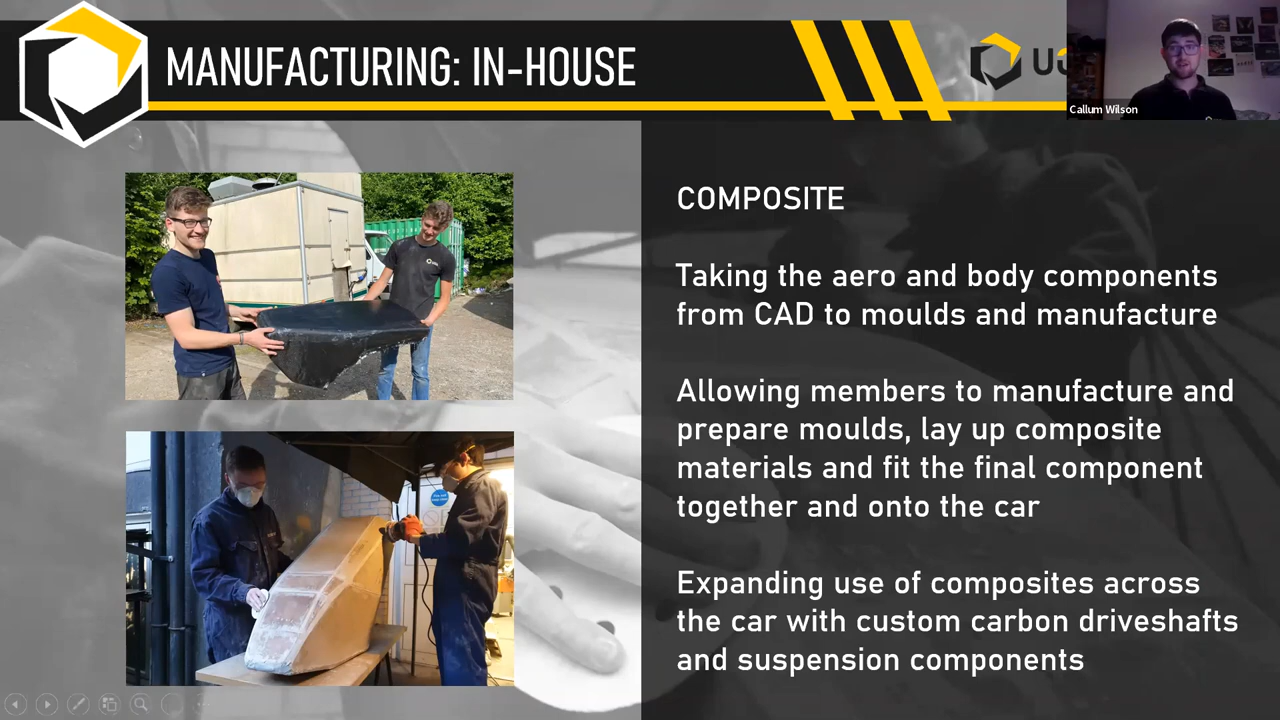 MANUFACTURING: IN-HOUSE
Callum Wilson
COMPOSITE
Taking the aero and body components
from CAD to moulds and manufacture
Allowing members to manufacture and
prepare moulds, lay up composite
materials and fit the final component
together and onto the car
Expanding use of composites across
the car with custom carbon driveshafts
and suspension components